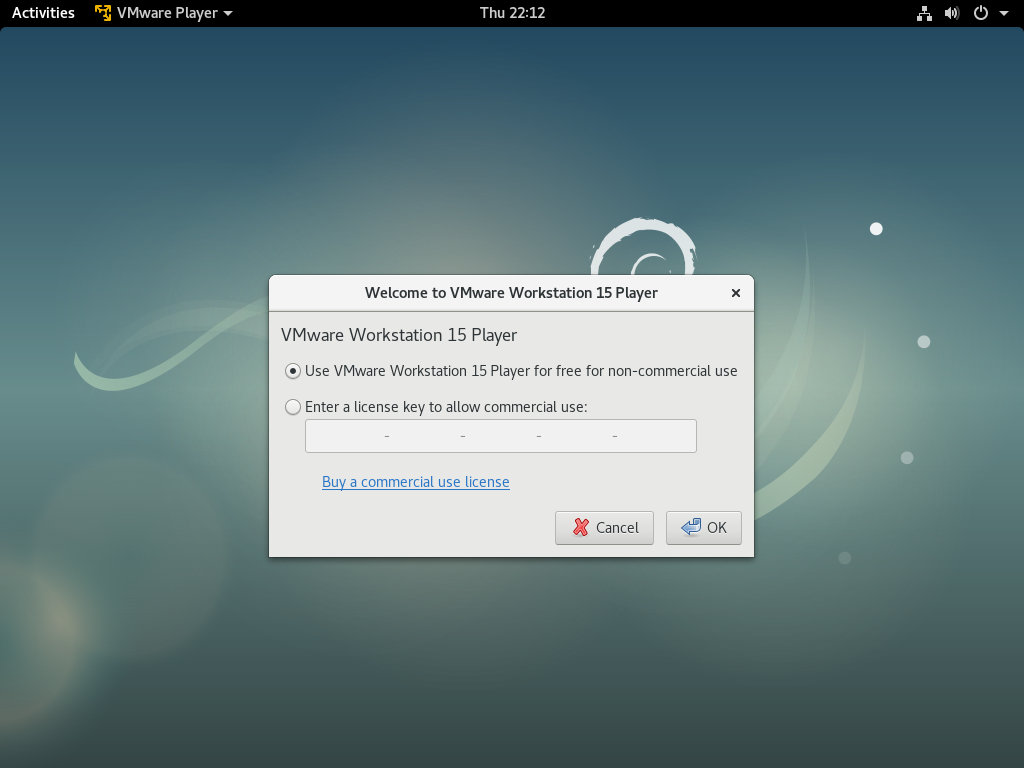 Activities VMware Player Thu 22:12
Welcome to VMware Workstation 15 Player
VMware Workstation 15 Player
Use VMware Workstation 15 Player for free for non-commercial use
Enter a license key to allow commercial use:
- - - -
Buy a commercial use license
Cancel OK